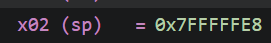 x02 (sp)   = 0x7FFFFFE8